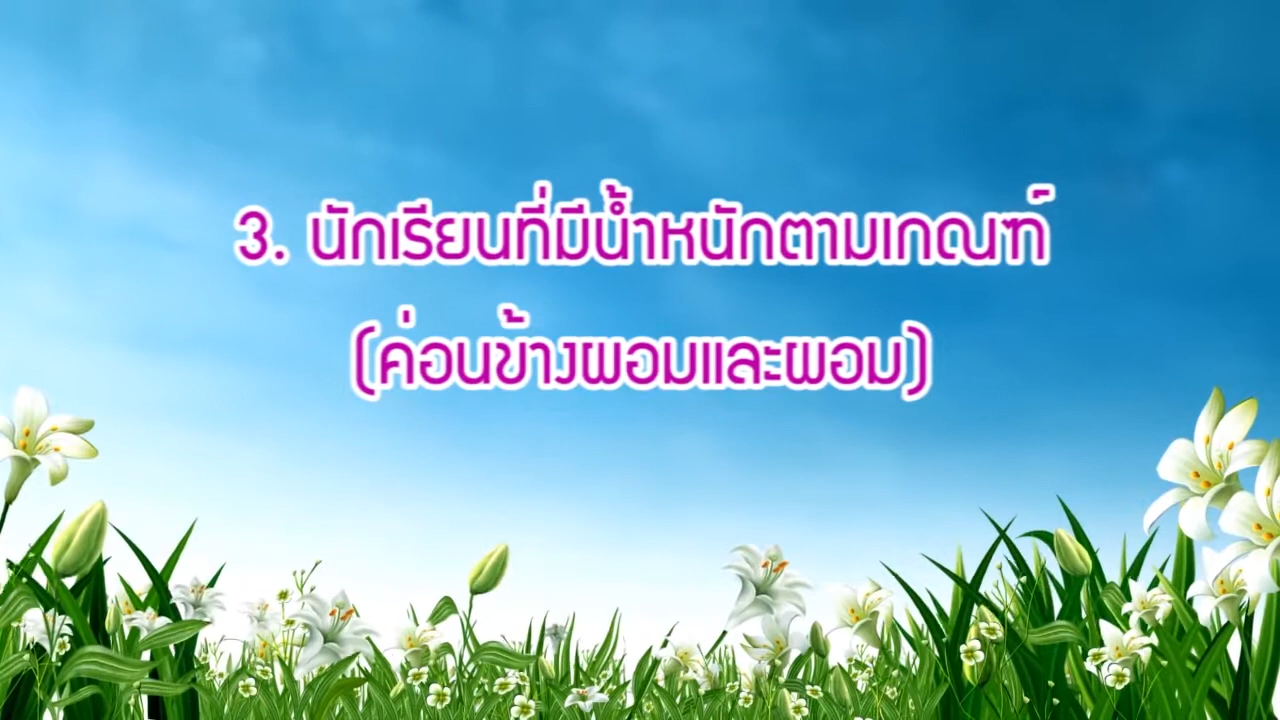 3. นักเรียนที่มีน้ำหนักตามเกณฑ์
(ค่อนข้างผอมและผอม)